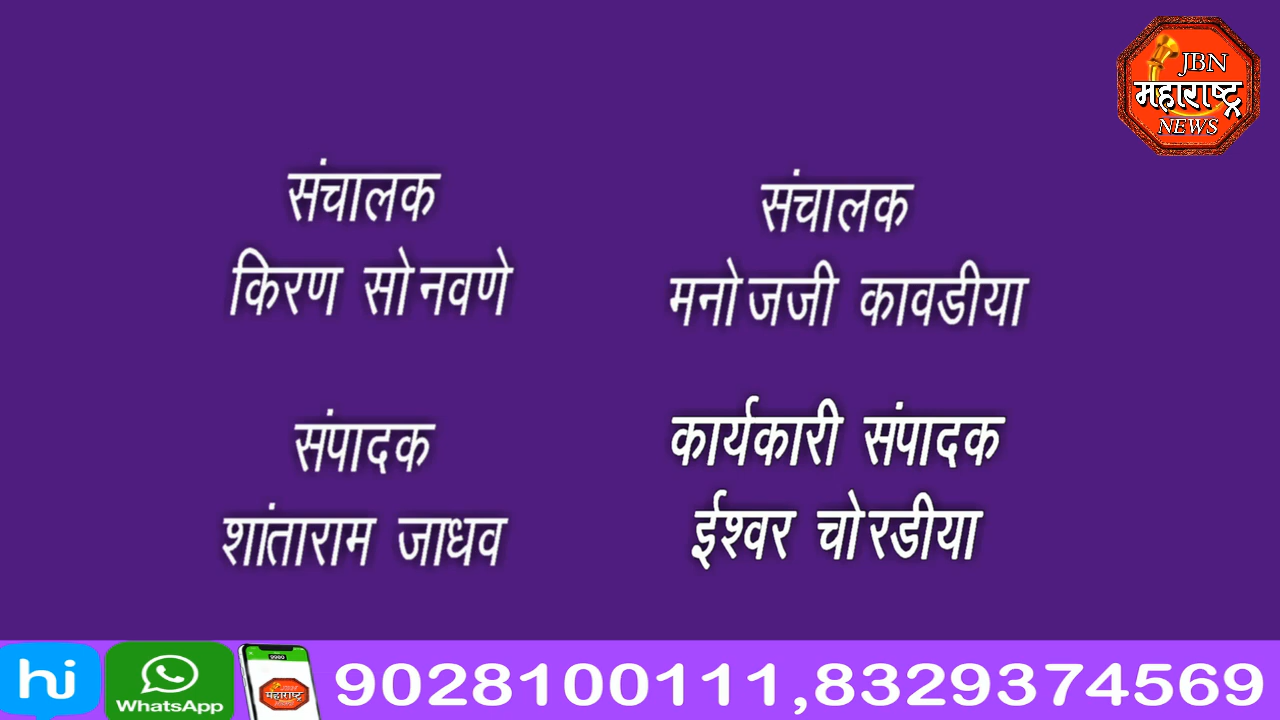 JBN
महाराष्ट्र
NEWS
संचालक
किरण सोनवणे
संचालक
मनोजजी कावडीया
संपादक
शांताराम जाधव
कार्यकारी संपादक
ईश्वर चोरडीया
hi
WhatsApp
महाराष्ट्र
9028100111,8329374569